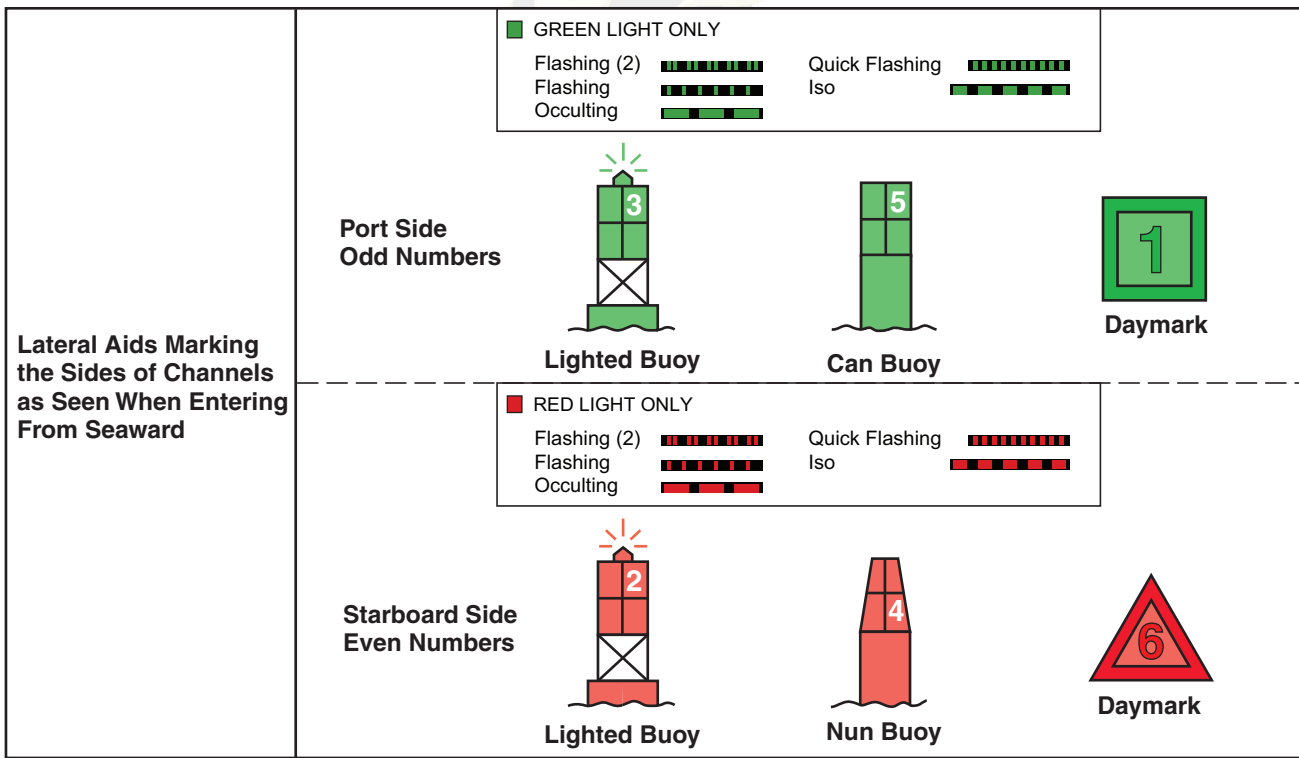 Lateral Aids Marking
the Sides of Channels
as Seen When Entering
From Seaward
GREEN LIGHT ONLY
Flashing (2)
Flashing
Occulting
Quick Flashing
Iso
Port Side
Odd Numbers
3
5
1
Lighted Buoy
Can Buoy
Daymark
RED LIGHT ONLY
Flashing (2)
Flashing
Occulting
Quick Flashing
Iso
Starboard Side
Even Numbers
2
4
6
Lighted Buoy
Nun Buoy
Daymark